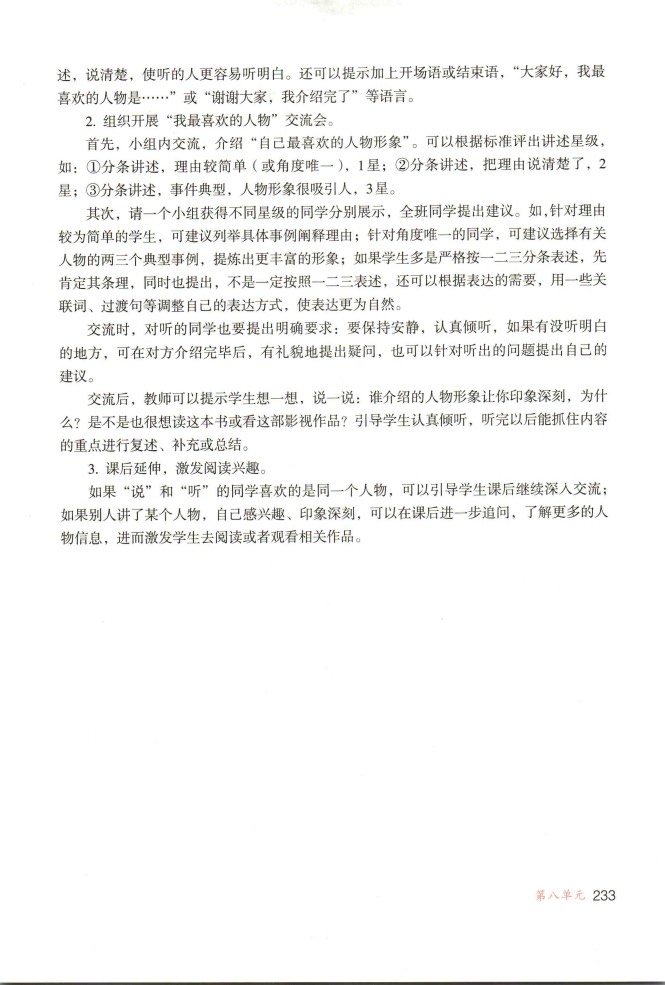 述，说清楚，使听的人更容易听明白。还可以提示加上开场语或结束语，“大家好，我最
喜欢的人物是……”或“谢谢大家，我介绍完了”等语言。
2. 组织开展“我最喜欢的人物”交流会。
首先，小组内交流，介绍“自己最喜欢的人物形象”。可以根据标准评出讲述星级，
如：①分条讲述，理由较简单（或角度唯一），1星；②分条讲述，把理由说清楚了，2
星；③分条讲述，事件典型，人物形象很吸引人，3星。
其次，请一个小组获得不同星级的同学分别展示，全班同学提出建议。如,针对理由
较为简单的学生，可建议列举具体事例阐释理由；针对角度唯一的同学，可建议选择有关
人物的两三个典型事例，提炼出更丰富的形象；如果学生多是严格按一二三分条表述，先
肯定其条理，同时也提出，不是一定按照一二三表述，还可以根据表达的需要，用一些关
联词、过渡句等调整自己的表达方式，使表达更为自然。
交流时，对听的同学也要提出明确要求：要保持安静，认真倾听，如果有没听明白
的地方，可在对方介绍完毕后，有礼貌地提出疑问，也可以针对听出的问题提出自己的
建议。
交流后，教师可以提示学生想一想，说一说：谁介绍的人物形象让你印象深刻，为什
么？是不是也很想读这本书或看这部影视作品？引导学生认真倾听，听完以后能抓住内容
的重点进行复述、补充或总结。
3. 课后延伸，激发阅读兴趣。
如果“说”和“听”的同学喜欢的是同一个人物，可以引导学生课后继续深入交流；
如果别人讲了某个人物，自己感兴趣、印象深刻，可以在课后进一步追问，了解更多的人
物信息，进而激发学生去阅读或者观看相关作品。
第八单元 233